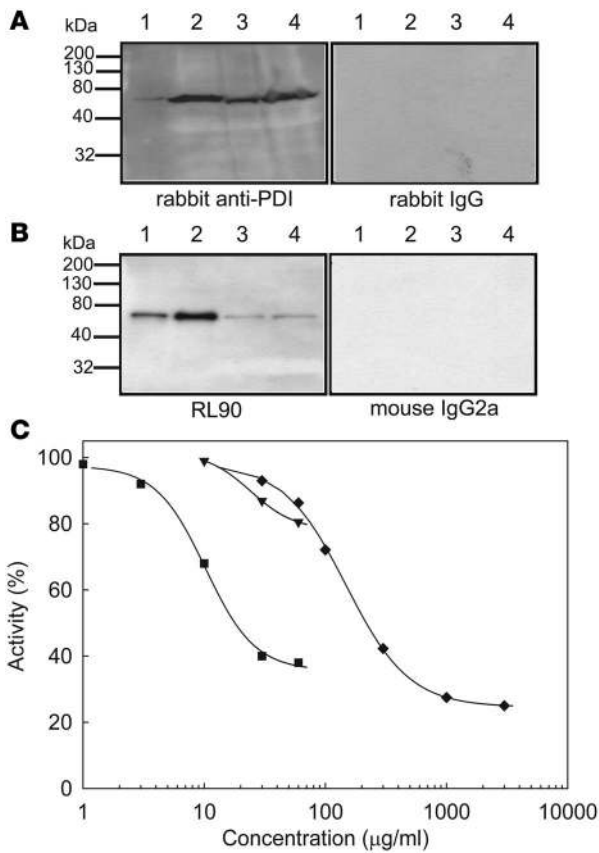 A
kDa
1 2 3 4
1 2 3 4
200
130
80
40
32
rabbit anti-PDI
rabbit IgG
B
kDa
1 2 3 4
1 2 3 4
200
130
80
40
32
RL90
mouse IgG2a
C
Activity (%)
100
80
60
40
20
0
1 10 100 1000 10000
Concentration (μg/ml)